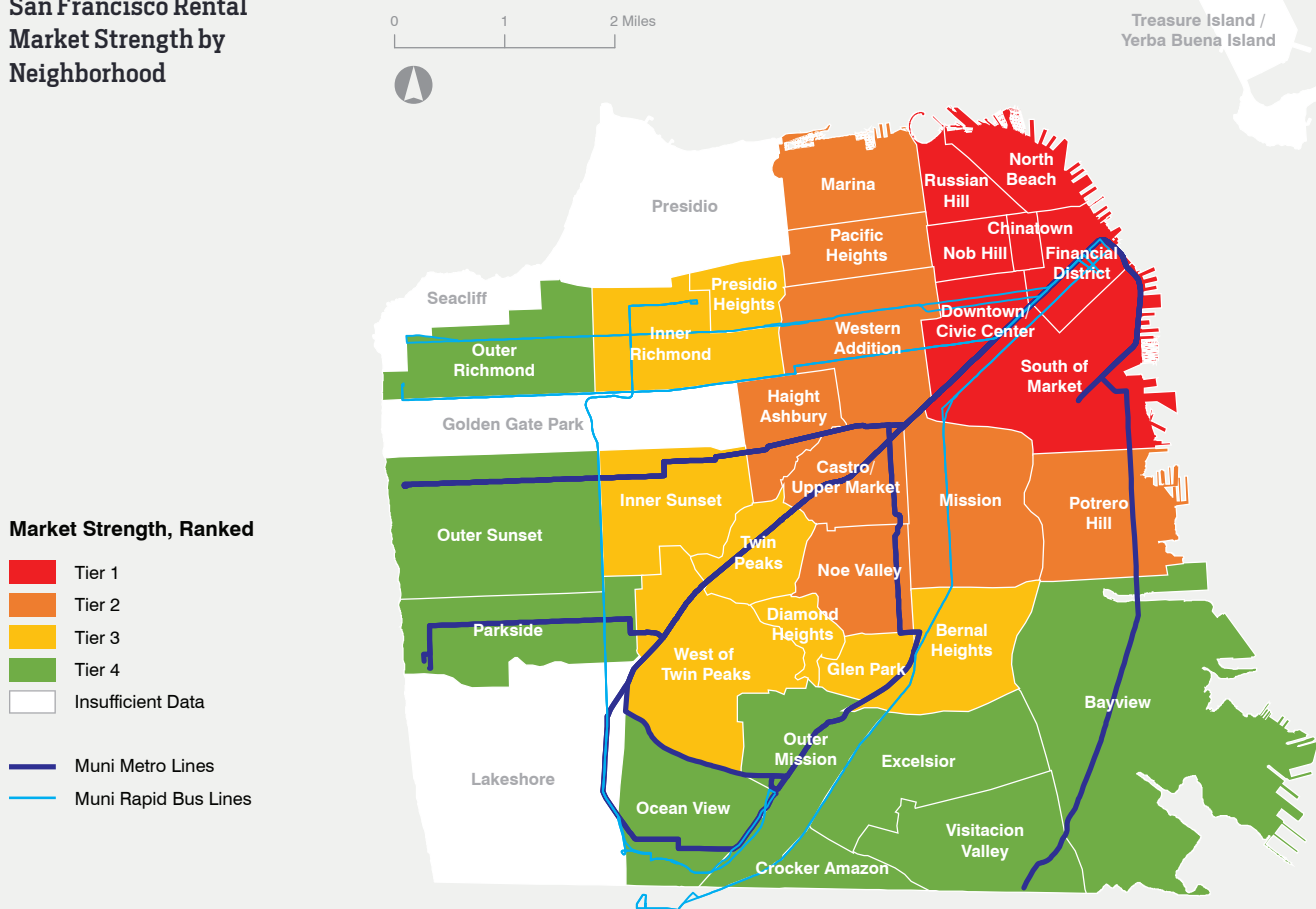 San Francisco Rental
Market Strength by
Neighborhood
0
1
2 Miles
Treasure Island /
Yerba Buena Island
North
Beach
Russian
Hill
Marina
Presidio
Chinatown
Pacific
Heights
Nob Hill
Financial
District
Presidio
Heights
Seacliff
Downtown/
Civic Center
Western
Addition
Inner
Richmond
Outer
Richmond
South of
Market
Haight
Ashbury
Golden Gate Park
Castro/
Upper Market
Inner Sunset
Mission
Potrero
Hill
Outer Sunset
Twin
Peaks
Noe Valley
Diamond
Heights
Parkside
Bernal
Heights
West of
Twin Peaks
Glen Park
Bayview
Outer
Mission
Excelsior
Lakeshore
Ocean View
Visitacion
Valley
Crocker Amazon
Market Strength, Ranked
Tier 1
Tier 2
Tier 3
Tier 4
Insufficient Data
Muni Metro Lines
Muni Rapid Bus Lines